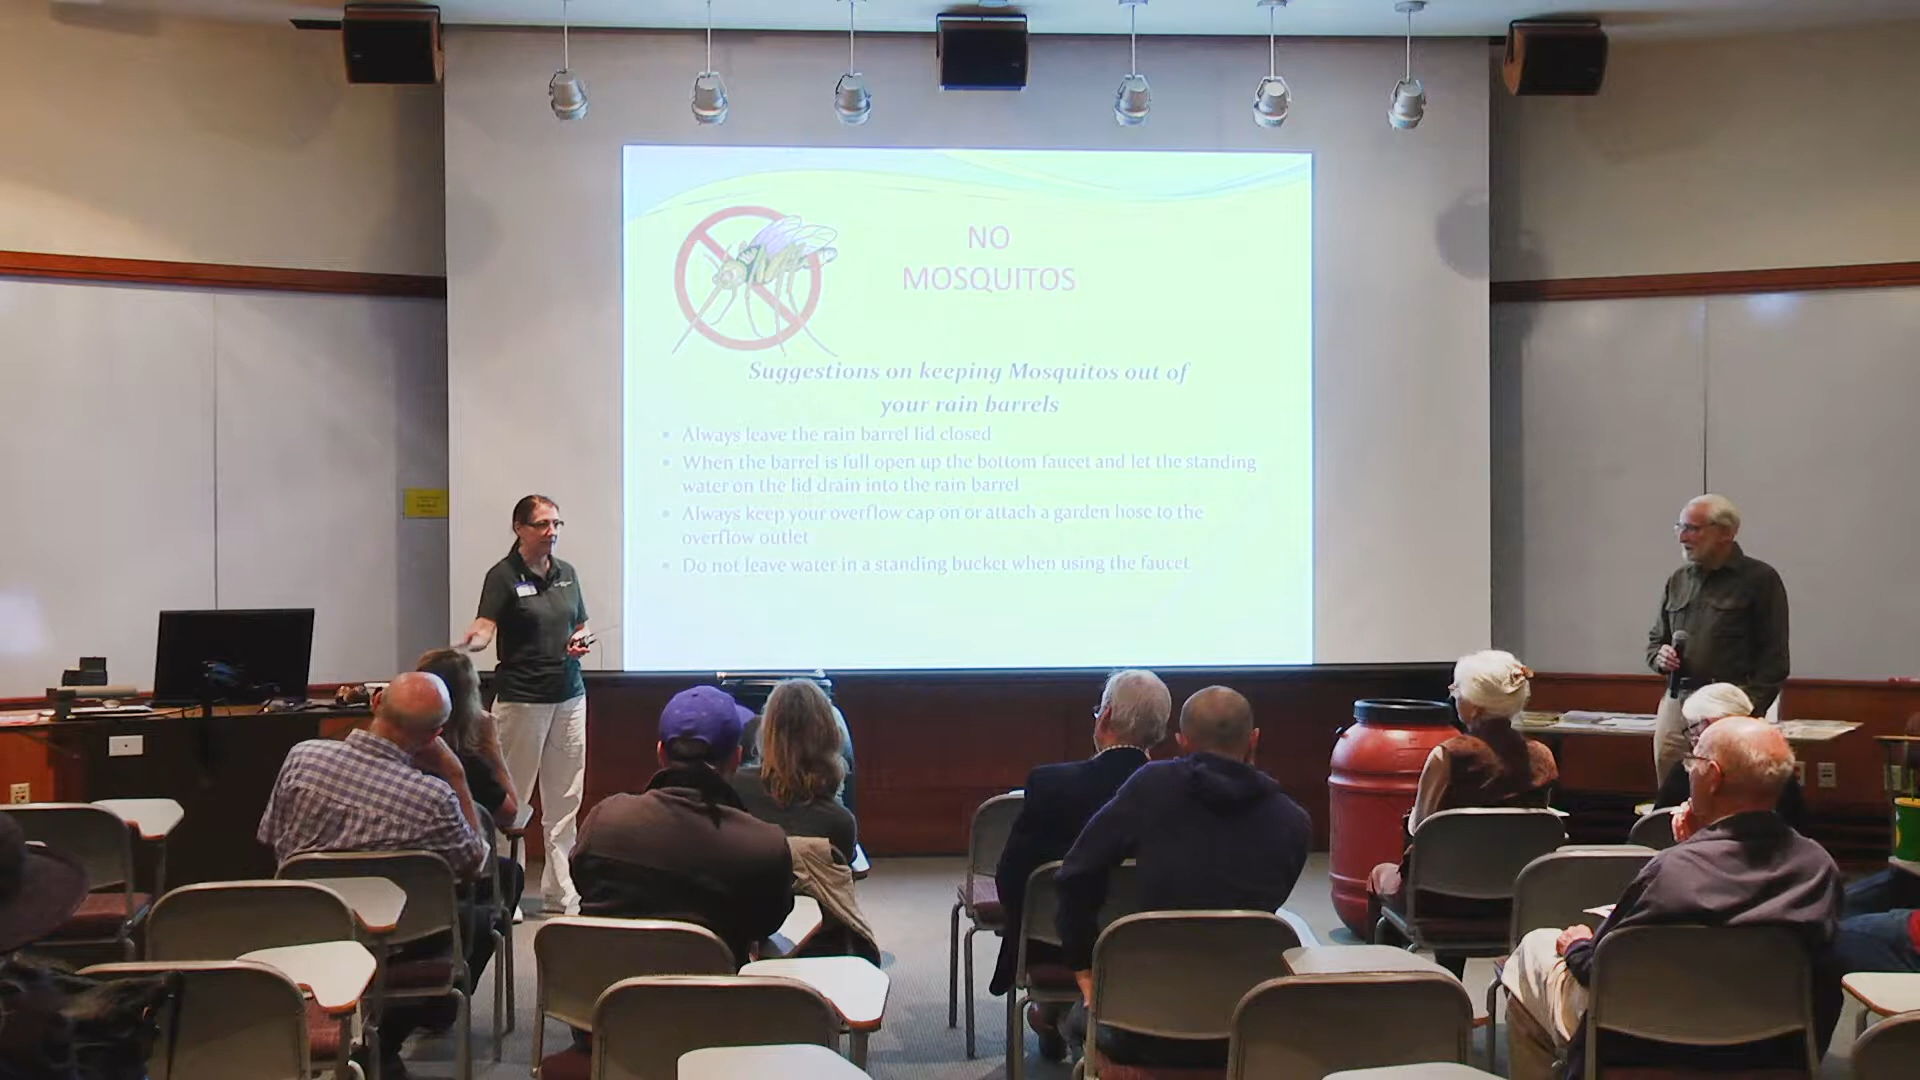 NO
MOSQUITOS
Suggestions on keeping Mosquitos out of
your rain barrels
• Always leave the rain barrel lid closed
• When the barrel is full open up the bottom faucet and let the standing
water on the lid drain into the rain barrel
• Always keep your overflow cap on or attach a garden hose to the
overflow outlet
• Do not leave water in a standing bucket when using the faucet